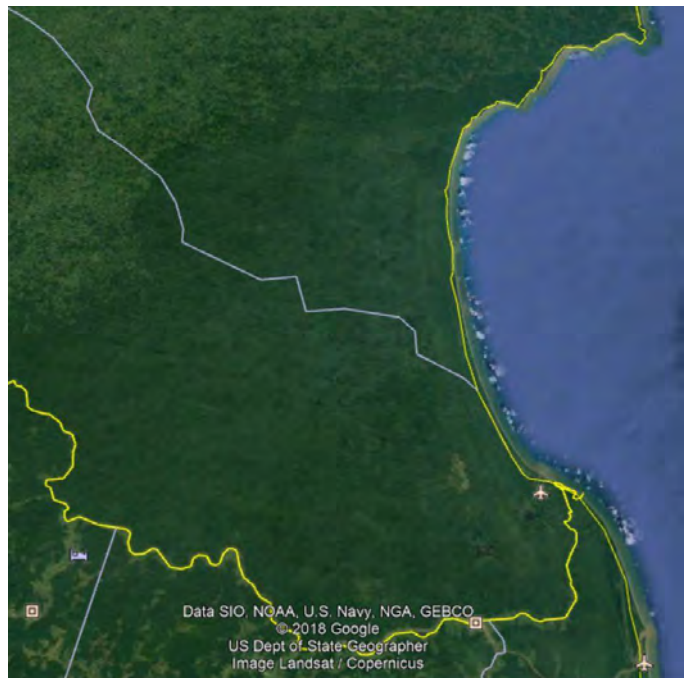 Data SIO, NOAA, U.S. Navy, NGA, GEBCO
© 2018 Google
US Dept of State Geographer
Image Landsat / Copernicus